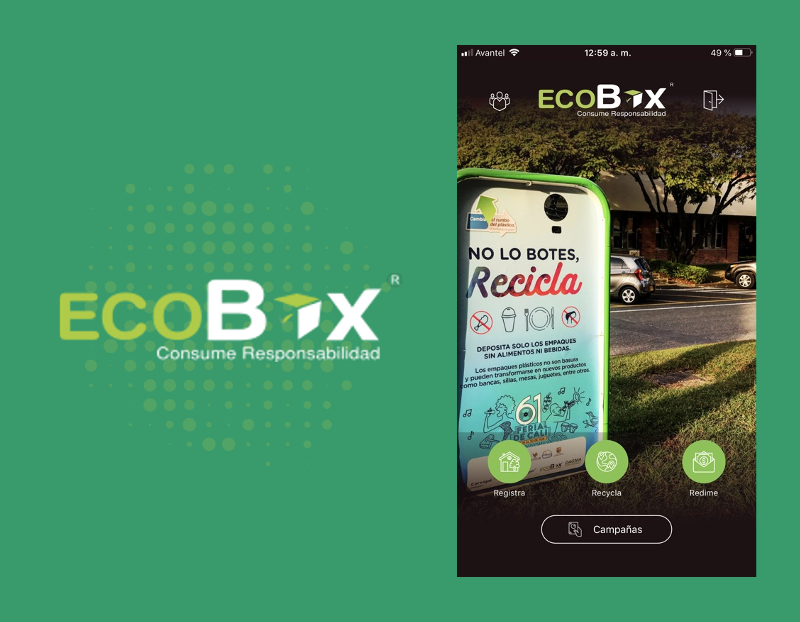 ECOBOX®
Consume Responsabilidad
Avantel
12:59 a. m.
49 %
ECOBOX®
Consume Responsabilidad
Cambia el rumbo
del plástico.
NO LO BOTES,
Recicla
DEPOSITA SOLO LOS EMPAQUES
SIN ALIMENTOS NI BEBIDAS.
Los empaques plásticos no son basura
y pueden transformarse en nuevos productos
como bancas, sillas, mesas, juguetes, entre otros.
61
FERIA
DE CALI
ECOBOX
Registra
Recycla
Redime
Campañas